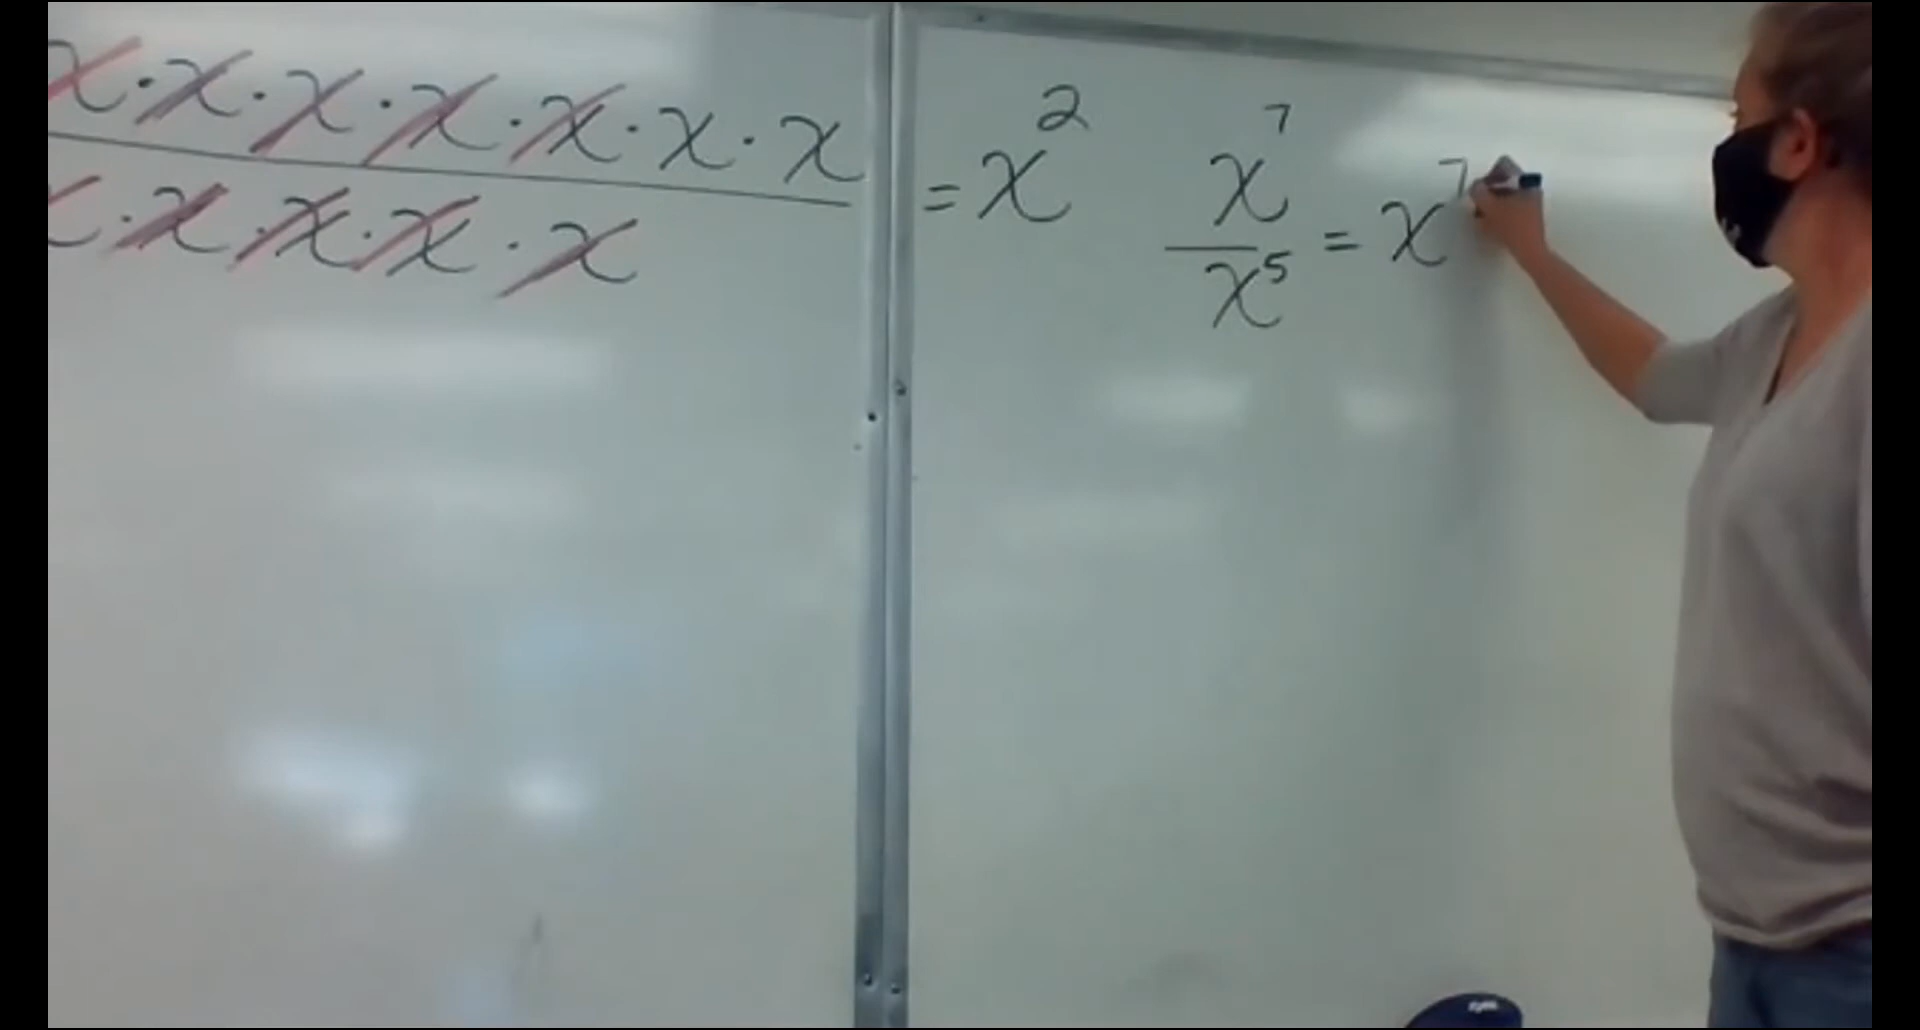 x · x · x · x · x · x · x
x · x · x · x · x
= x²
x⁷
x⁵
= x⁷